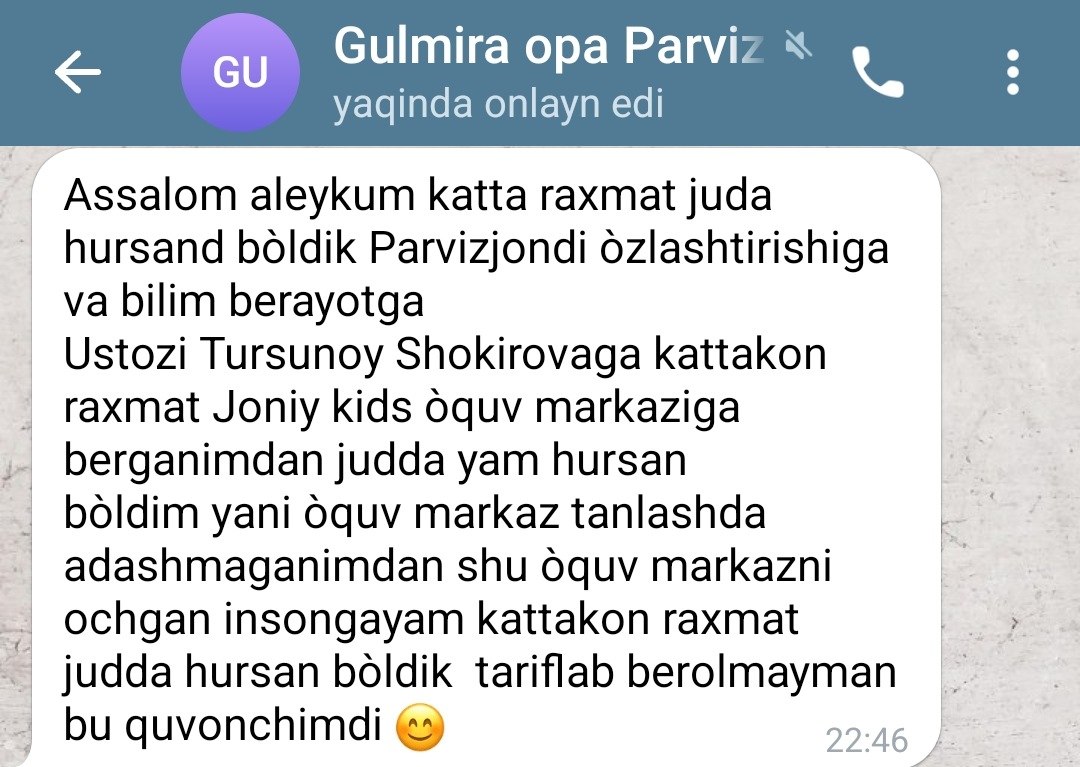 GU
Gulmira opa Parviz
yaqinda onlayn edi
Assalom aleykum katta raxmat juda
hursand bòldik Parvizjondi òzlashtirishiga
va bilim berayotga
Ustozi Tursunoy Shokirovaga kattakon
raxmat Joniy kids òquv markaziga
berganimdan judda yam hursan
bòldim yani òquv markaz tanlashda
adashmaganimdan shu òquv markazni
ochgan insongayam kattakon raxmat
judda hursan bòldik  tariflab berolmayman
bu quvonchimdi 😊
22:46